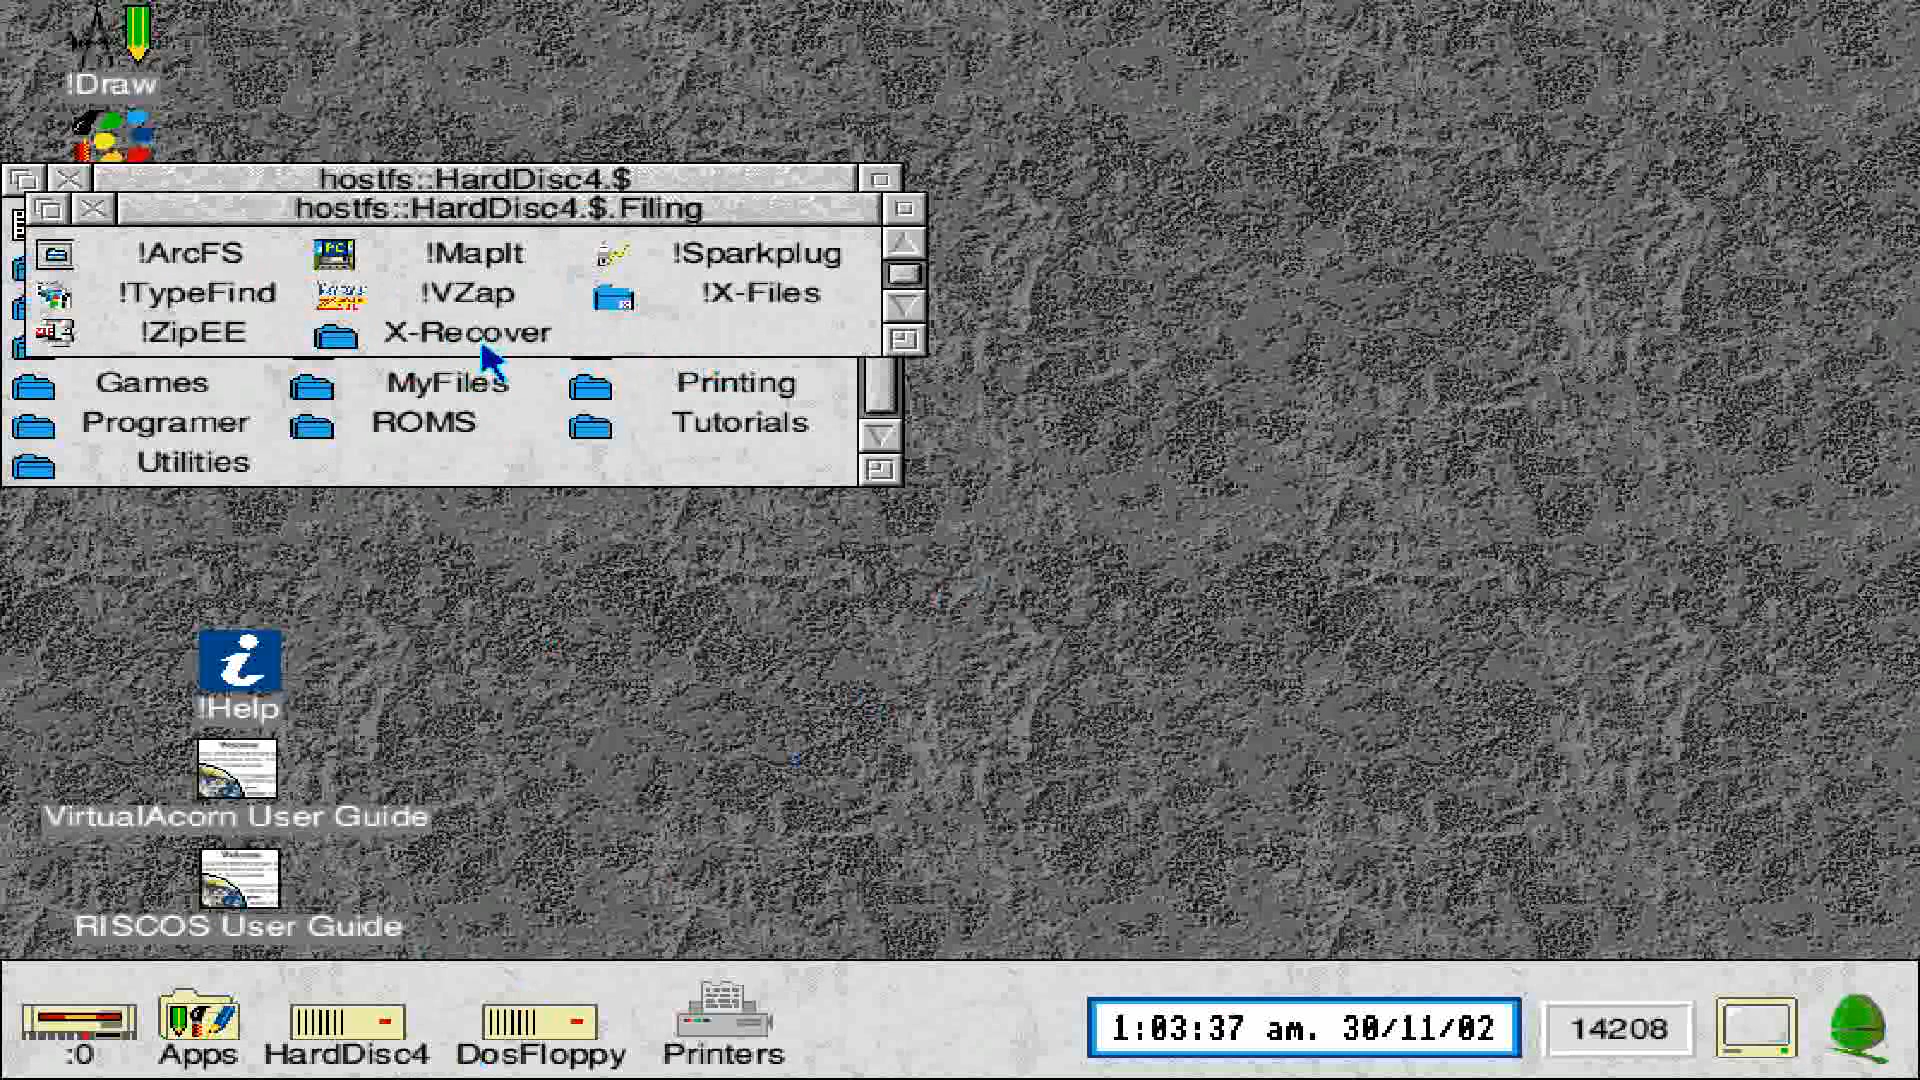 !Draw
hostfs::HardDisc4.$
hostfs::HardDisc4.$.Filing
!ArcFS !MapIt !Sparkplug
!TypeFind !VZap !X-Files
!ZipEE X-Recover
Games MyFiles Printing
Programer ROMS Tutorials
Utilities
!Help
VirtualAcorn User Guide
RISCOS User Guide
:0 Apps HardDisc4 DosFloppy Printers
1:03:37 am. 30/11/02
14208